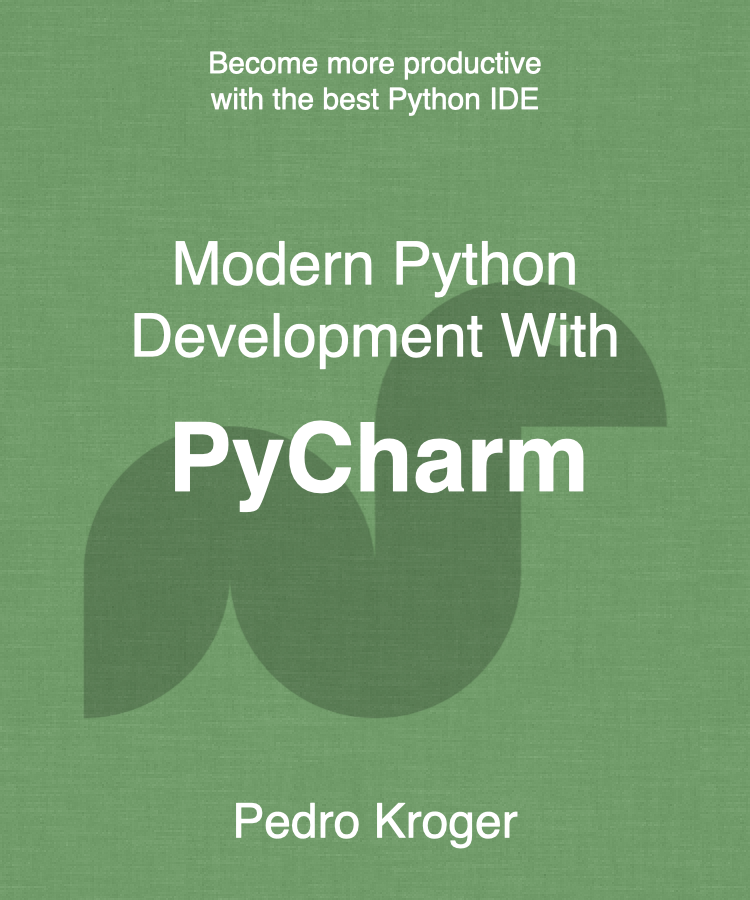 Become more productive
with the best Python IDE
Modern Python
Development With
PyCharm
Pedro Kroger